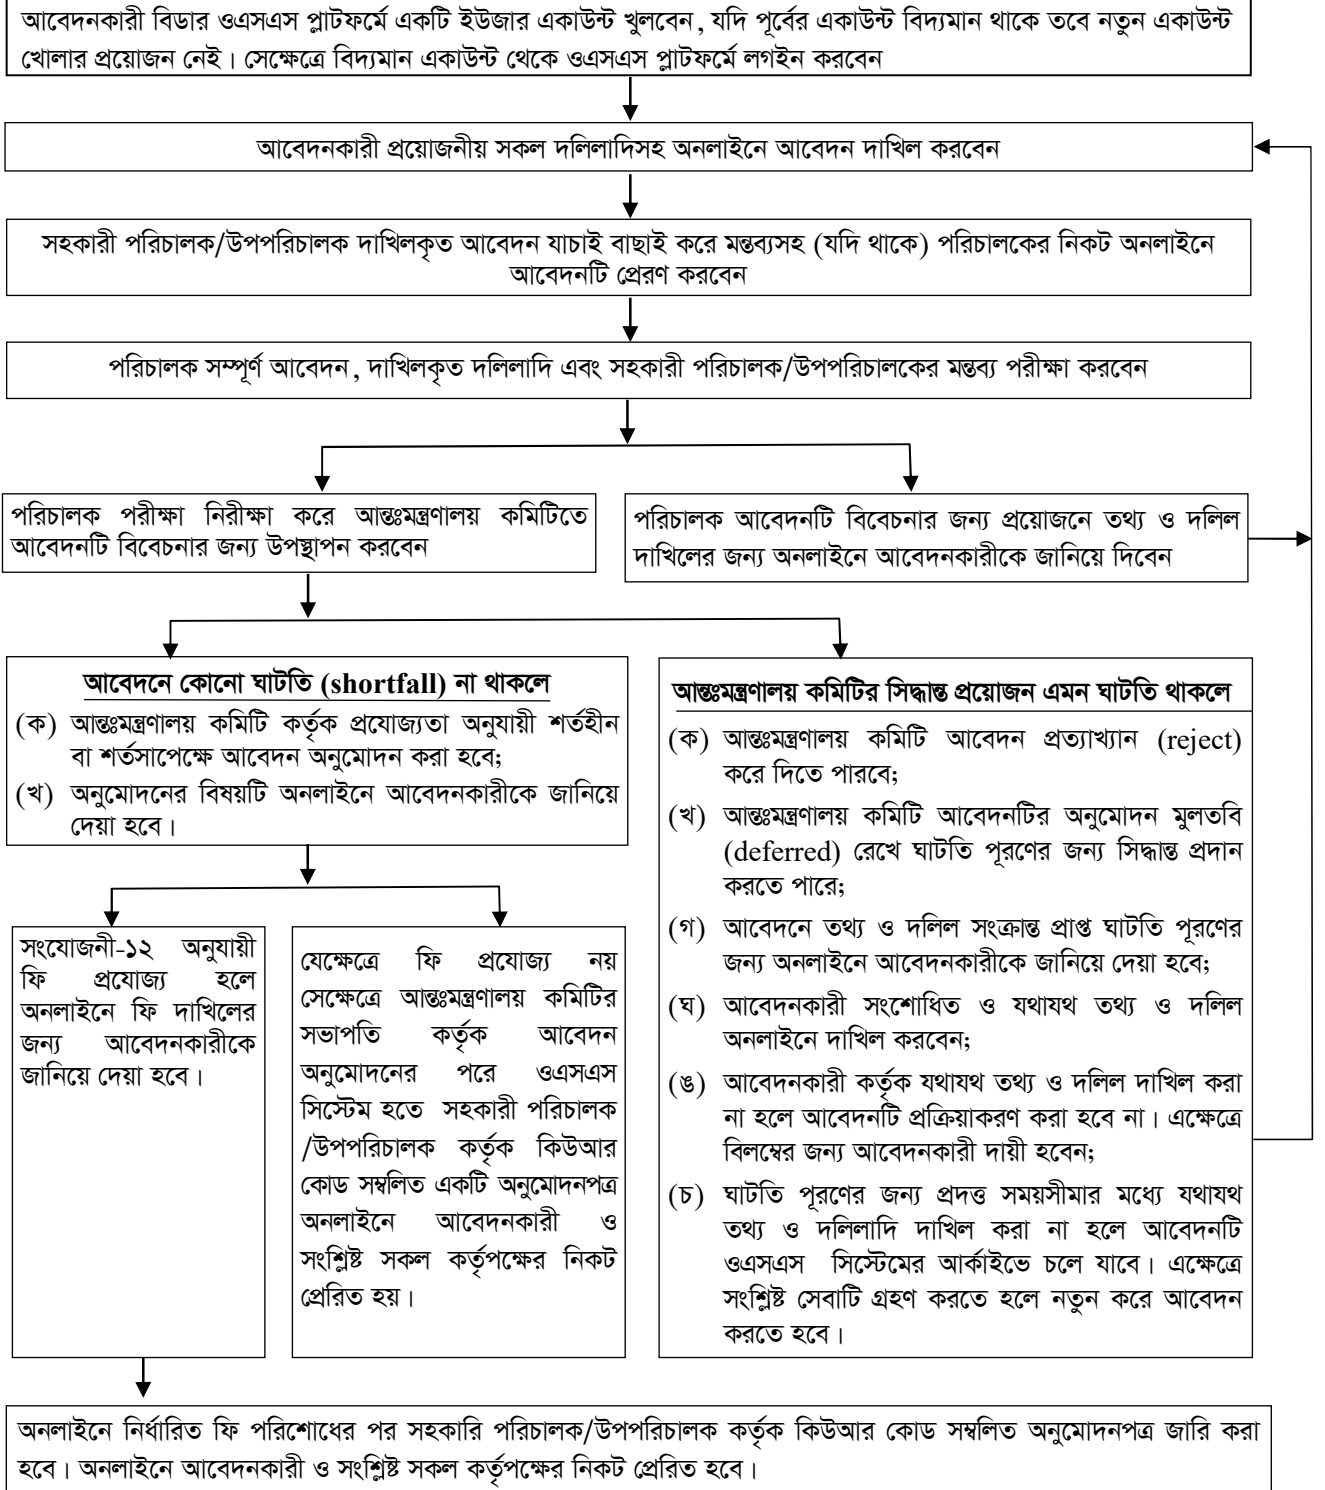 আবেদনকারী বিডার ওএসএস প্লাটফর্মে একটি ইউজার একাউন্ট খুলবেন, যদি পূর্বের একাউন্ট বিদ্যমান থাকে তবে নতুন একাউন্ট
খোলার প্রয়োজন নেই। সেক্ষেত্রে বিদ্যমান একাউন্ট থেকে ওএসএস প্লাটফর্মে লগইন করবেন
আবেদনকারী প্রয়োজনীয় সকল দলিলাদিসহ অনলাইনে আবেদন দাখিল করবেন
সহকারী পরিচালক/উপপরিচালক দাখিলকৃত আবেদন যাচাই বাছাই করে মন্তব্যসহ (যদি থাকে) পরিচালকের নিকট অনলাইনে
আবেদনটি প্রেরণ করবেন
পরিচালক সম্পূর্ণ আবেদন, দাখিলকৃত দলিলাদি এবং সহকারী পরিচালক/উপপরিচালকের মন্তব্য পরীক্ষা করবেন
পরিচালক পরীক্ষা নিরীক্ষা করে আন্তঃমন্ত্রণালয় কমিটিতে
আবেদনটি বিবেচনার জন্য উপস্থাপন করবেন
পরিচালক আবেদনটি বিবেচনার জন্য প্রয়োজনে তথ্য ও দলিল
দাখিলের জন্য অনলাইনে আবেদনকারীকে জানিয়ে দিবেন
আবেদনে কোনো ঘাটতি (shortfall) না থাকলে
(ক) আন্তঃমন্ত্রণালয় কমিটি কর্তৃক প্রযোজ্যতা অনুযায়ী শর্তহীন
বা শর্তসাপেক্ষে আবেদন অনুমোদন করা হবে;
(খ) অনুমোদনের বিষয়টি অনলাইনে আবেদনকারীকে জানিয়ে
দেয়া হবে।
আন্তঃমন্ত্রণালয় কমিটির সিদ্ধান্ত প্রয়োজন এমন ঘাটতি থাকলে
(ক) আন্তঃমন্ত্রণালয় কমিটি আবেদন প্রত্যাখ্যান (reject)
করে দিতে পারবে;
(খ) আন্তঃমন্ত্রণালয় কমিটি আবেদনটির অনুমোদন মুলতবি
(deferred) রেখে ঘাটতি পূরণের জন্য সিদ্ধান্ত প্রদান
করতে পারে;
(গ) আবেদনে তথ্য ও দলিল সংক্রান্ত প্রাপ্ত ঘাটতি পূরণের
জন্য অনলাইনে আবেদনকারীকে জানিয়ে দেয়া হবে;
(ঘ) আবেদনকারী সংশোধিত ও যথাযথ তথ্য ও দলিল
অনলাইনে দাখিল করবেন;
(ঙ) আবেদনকারী কর্তৃক যথাযথ তথ্য ও দলিল দাখিল করা
না হলে আবেদনটি প্রক্রিয়াকরণ করা হবে না। এক্ষেত্রে
বিলম্বের জন্য আবেদনকারী দায়ী হবেন;
(চ) ঘাটতি পূরণের জন্য প্রদত্ত সময়সীমার মধ্যে যথাযথ
তথ্য ও দলিলাদি দাখিল করা না হলে আবেদনটি
ওএসএস সিস্টেমের আর্কাইভে চলে যাবে। এক্ষেত্রে
সংশ্লিষ্ট সেবাটি গ্রহণ করতে হলে নতুন করে আবেদন
করতে হবে।
সংযোজনী-১২ অনুযায়ী
ফি প্রযোজ্য হলে
অনলাইনে ফি দাখিলের
জন্য আবেদনকারীকে
জানিয়ে দেয়া হবে।
যেক্ষেত্রে ফি প্রযোজ্য নয়
সেক্ষেত্রে আন্তঃমন্ত্রণালয় কমিটির
সভাপতি কর্তৃক আবেদন
অনুমোদনের পরে ওএসএস
সিস্টেম হতে সহকারী পরিচালক
/উপপরিচালক কর্তৃক কিউআর
কোড সম্বলিত একটি অনুমোদনপত্র
অনলাইনে আবেদনকারী ও
সংশ্লিষ্ট সকল কর্তৃপক্ষের নিকট
প্রেরিত হয়।
অনলাইনে নির্ধারিত ফি পরিশোধের পর সহকারি পরিচালক/উপপরিচালক কর্তৃক কিউআর কোড সম্বলিত অনুমোদনপত্র জারি করা
হবে। অনলাইনে আবেদনকারী ও সংশ্লিষ্ট সকল কর্তৃপক্ষের নিকট প্রেরিত হবে।